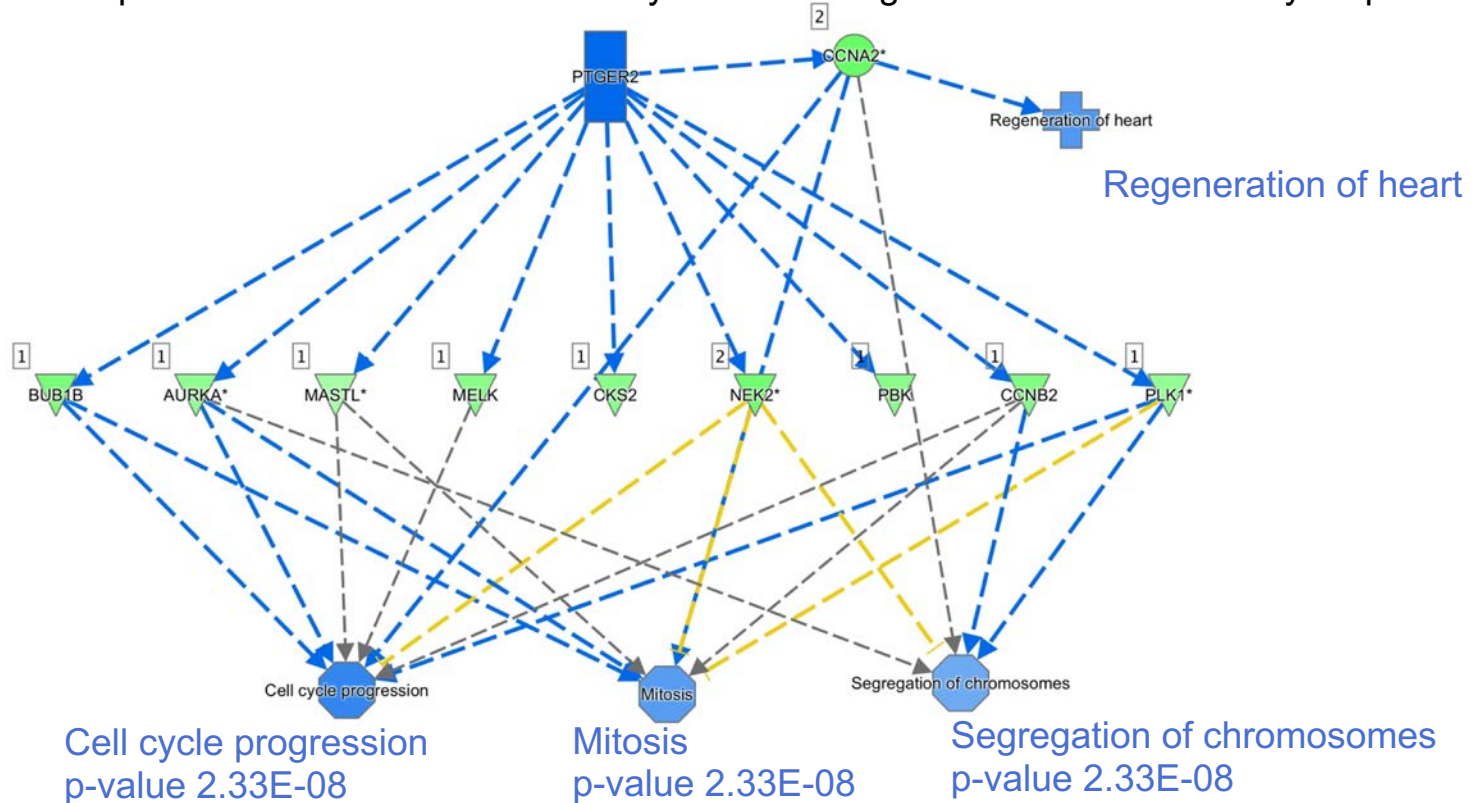 2
CCNA2*
PTGER2
Regeneration of heart
Regeneration of heart
1 1 1 1 1 2 1 1 1
BUB1B AURKA* MASTL* MELK CKS2 NEK2* PBK CCNB2 PLK1*
Cell cycle progression Mitosis Segregation of chromosomes
Cell cycle progression Mitosis Segregation of chromosomes
p-value 2.33E-08 p-value 2.33E-08 p-value 2.33E-08